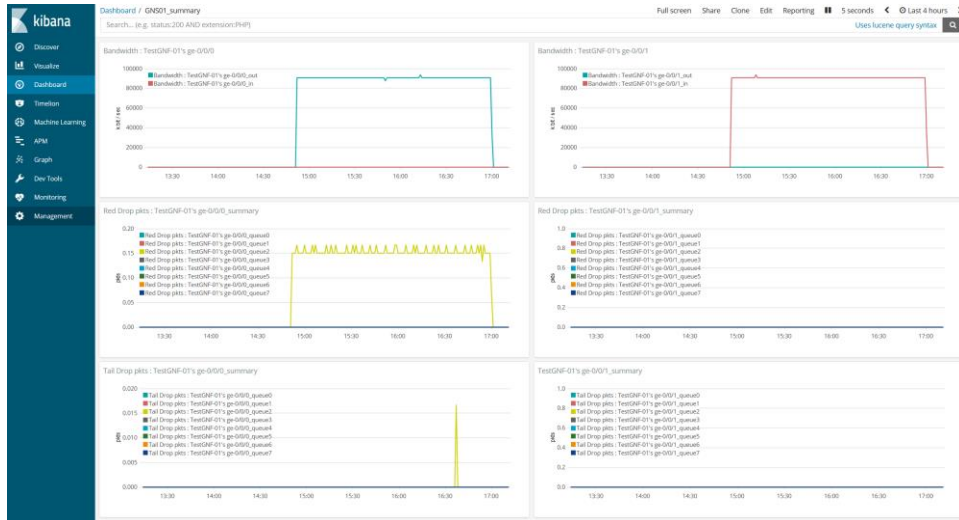 kibana
Discover
Visualize
Dashboard
Timelion
Machine Learning
APM
Graph
Dev Tools
Monitoring
Management
Dashboard / GNS01_summary
Full screen Share Clone Edit Reporting 5 seconds Last 4 hours
Search... (e.g. status:200 AND extension:PHP)
Uses lucene query syntax
Bandwidth : TestGNF-01's ge-0/0/0
100000
80000
60000
40000
20000
0
kbit / sec
Bandwidth : TestGNF-01's ge-0/0/0_out
Bandwidth : TestGNF-01's ge-0/0/0_in
13:30 14:00 14:30 15:00 15:30 16:00 16:30 17:00
Bandwidth : TestGNF-01's ge-0/0/1
100000
80000
60000
40000
20000
0
kbit / sec
Bandwidth : TestGNF-01's ge-0/0/1_out
Bandwidth : TestGNF-01's ge-0/0/1_in
13:30 14:00 14:30 15:00 15:30 16:00 16:30 17:00
Red Drop pkts : TestGNF-01's ge-0/0/0_summary
0.20
0.15
0.10
0.05
0.00
pkts
Red Drop pkts : TestGNF-01's ge-0/0/0_queue0
Red Drop pkts : TestGNF-01's ge-0/0/0_queue1
Red Drop pkts : TestGNF-01's ge-0/0/0_queue2
Red Drop pkts : TestGNF-01's ge-0/0/0_queue3
Red Drop pkts : TestGNF-01's ge-0/0/0_queue4
Red Drop pkts : TestGNF-01's ge-0/0/0_queue5
Red Drop pkts : TestGNF-01's ge-0/0/0_queue6
Red Drop pkts : TestGNF-01's ge-0/0/0_queue7
13:30 14:00 14:30 15:00 15:30 16:00 16:30 17:00
Red Drop pkts : TestGNF-01's ge-0/0/1_summary
1.0
0.8
0.6
0.4
0.2
0.0
pkts
Red Drop pkts : TestGNF-01's ge-0/0/1_queue0
Red Drop pkts : TestGNF-01's ge-0/0/1_queue1
Red Drop pkts : TestGNF-01's ge-0/0/1_queue2
Red Drop pkts : TestGNF-01's ge-0/0/1_queue3
Red Drop pkts : TestGNF-01's ge-0/0/1_queue4
Red Drop pkts : TestGNF-01's ge-0/0/1_queue5
Red Drop pkts : TestGNF-01's ge-0/0/1_queue6
Red Drop pkts : TestGNF-01's ge-0/0/1_queue7
13:30 14:00 14:30 15:00 15:30 16:00 16:30 17:00
Tail Drop pkts : TestGNF-01's ge-0/0/0_summary
0.020
0.015
0.010
0.005
0.000
pkts
Tail Drop pkts : TestGNF-01's ge-0/0/0_queue0
Tail Drop pkts : TestGNF-01's ge-0/0/0_queue1
Tail Drop pkts : TestGNF-01's ge-0/0/0_queue2
Tail Drop pkts : TestGNF-01's ge-0/0/0_queue3
Tail Drop pkts : TestGNF-01's ge-0/0/0_queue4
Tail Drop pkts : TestGNF-01's ge-0/0/0_queue5
Tail Drop pkts : TestGNF-01's ge-0/0/0_queue6
Tail Drop pkts : TestGNF-01's ge-0/0/0_queue7
13:30 14:00 14:30 15:00 15:30 16:00 16:30 17:00
TestGNF-01's ge-0/0/1_summary
1.0
0.8
0.6
0.4
0.2
0.0
pkts
Tail Drop pkts : TestGNF-01's ge-0/0/1_queue0
Tail Drop pkts : TestGNF-01's ge-0/0/1_queue1
Tail Drop pkts : TestGNF-01's ge-0/0/1_queue2
Tail Drop pkts : TestGNF-01's ge-0/0/1_queue3
Tail Drop pkts : TestGNF-01's ge-0/0/1_queue4
Tail Drop pkts : TestGNF-01's ge-0/0/1_queue5
Tail Drop pkts : TestGNF-01's ge-0/0/1_queue6
Tail Drop pkts : TestGNF-01's ge-0/0/1_queue7
13:30 14:00 14:30 15:00 15:30 16:00 16:30 17:00